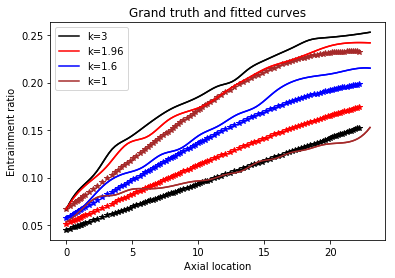 Grand truth and fitted curves
k=3
k=1.96
k=1.6
k=1
Entrainment ratio
0.25
0.20
0.15
0.10
0.05
0 5 10 15 20
Axial location